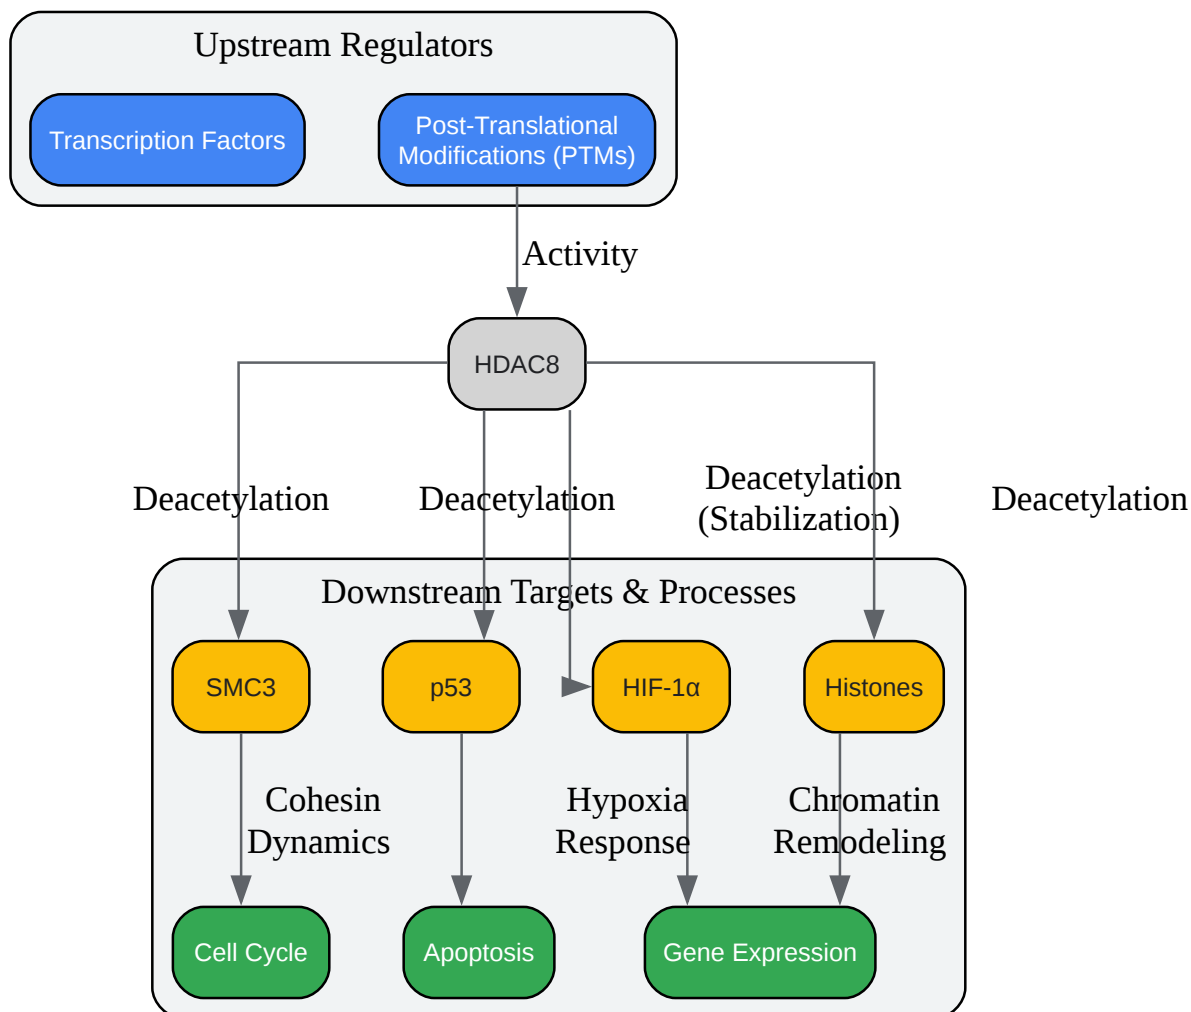 Upstream Regulators
Transcription Factors
Post-Translational
Modifications (PTMs)
Activity
HDAC8
Deacetylation
Deacetylation
Deacetylation
(Stabilization)
Deacetylation
Downstream Targets & Processes
SMC3
p53
HIF-1α
Histones
Cohesin
Dynamics
Hypoxia
Response
Chromatin
Remodeling
Cell Cycle
Apoptosis
Gene Expression